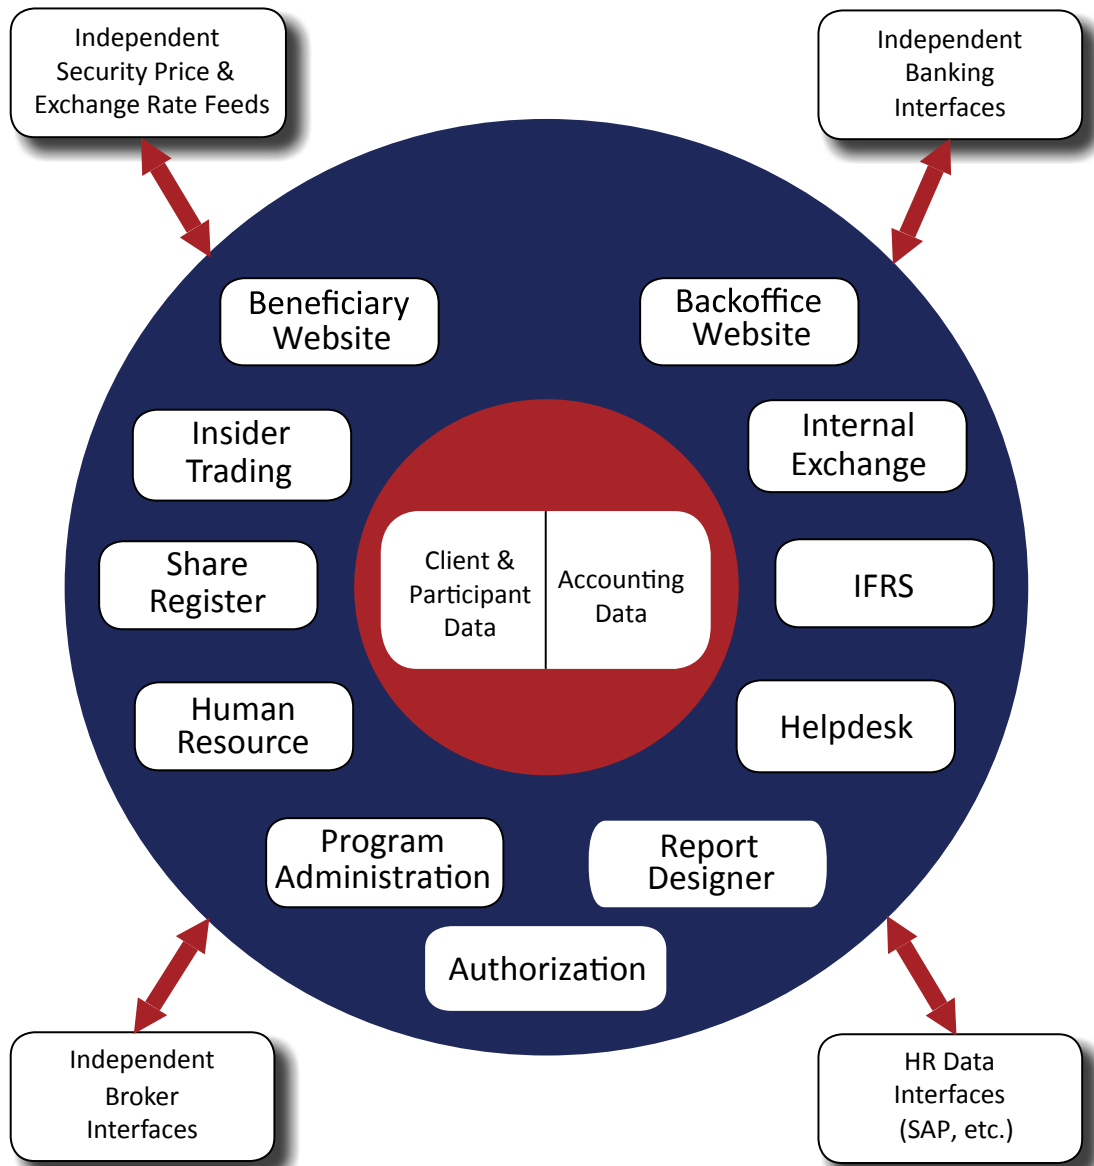 Independent
Security Price &
Exchange Rate Feeds
Independent
Banking
Interfaces
Beneficiary
Website
Backoffice
Website
Insider
Trading
Internal
Exchange
Share
Register
Client &
Participant
Data
Accounting
Data
IFRS
Human
Resource
Helpdesk
Program
Administration
Report
Designer
Authorization
Independent
Broker
Interfaces
HR Data
Interfaces
(SAP, etc.)